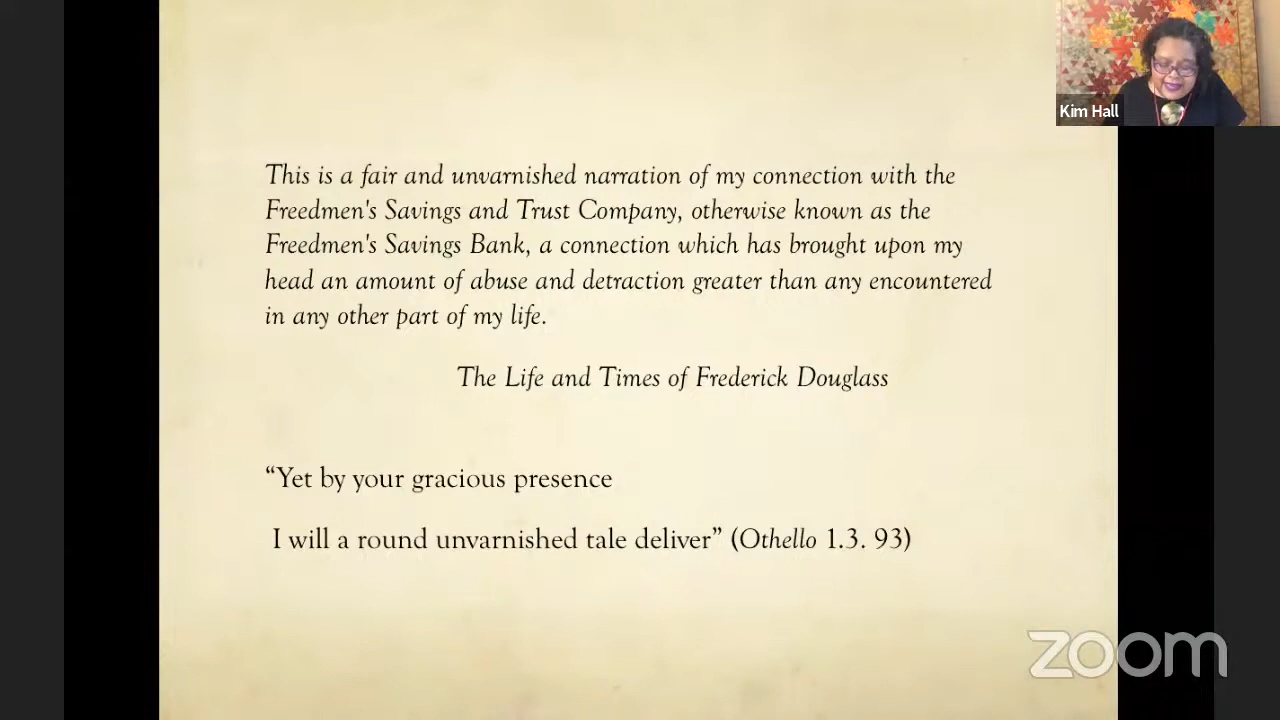 Kim Hall
This is a fair and unvarnished narration of my connection with the
Freedmen's Savings and Trust Company, otherwise known as the
Freedmen's Savings Bank, a connection which has brought upon my
head an amount of abuse and detraction greater than any encountered
in any other part of my life.
The Life and Times of Frederick Douglass
“Yet by your gracious presence
I will a round unvarnished tale deliver” (Othello 1.3. 93)
zoom